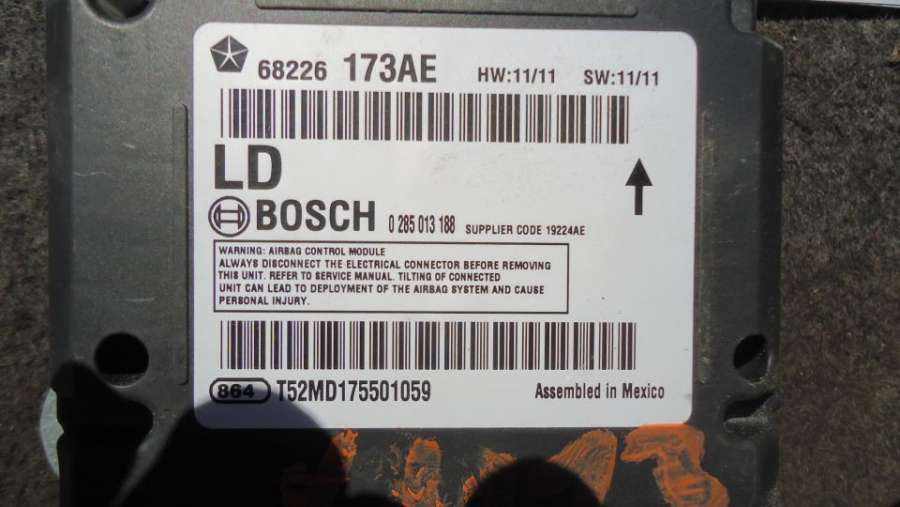 68226 173AE HW:11/11 SW:11/11
LD
BOSCH 0 285 013 188 SUPPLIER CODE 19224AE
WARNING: AIRBAG CONTROL MODULE
ALWAYS DISCONNECT THE ELECTRICAL CONNECTOR BEFORE REMOVING
THIS UNIT. REFER TO SERVICE MANUAL. TILTING OF CONNECTED
UNIT CAN LEAD TO DEPLOYMENT OF THE AIRBAG SYSTEM AND CAUSE
PERSONAL INJURY.
864 T52MD175501059 Assembled in Mexico